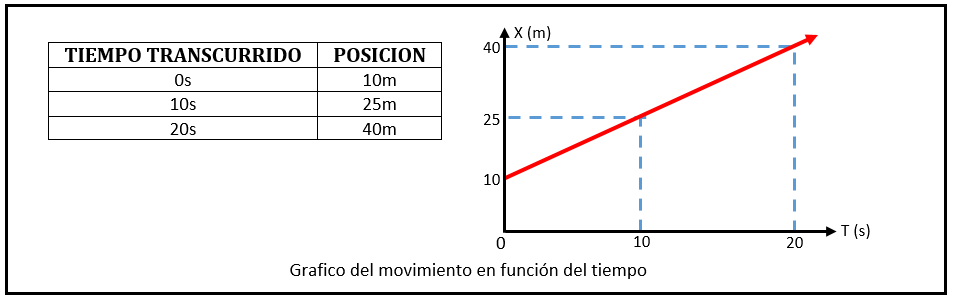 TIEMPO TRANSCURRIDO POSICION
0s 10m
10s 25m
20s 40m
X (m)
40
25
10
0 10 20 T (s)
Grafico del movimiento en función del tiempo